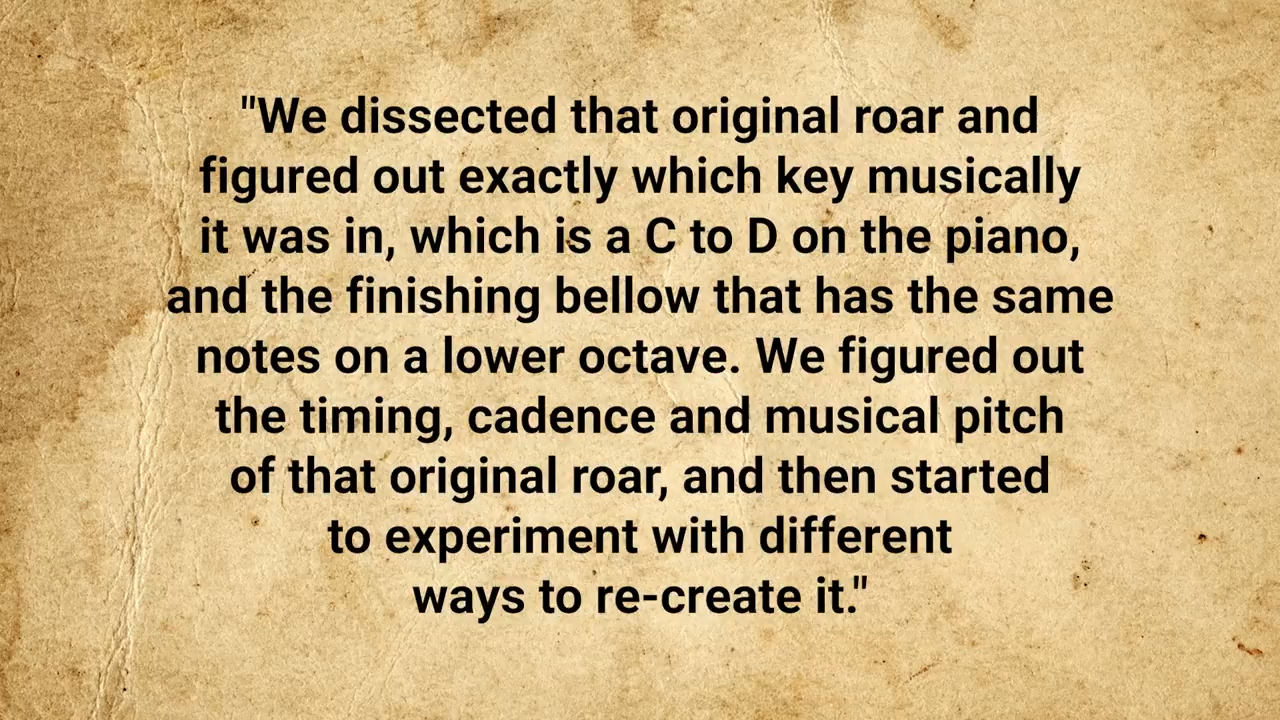 "We dissected that original roar and
figured out exactly which key musically
it was in, which is a C to D on the piano,
and the finishing bellow that has the same
notes on a lower octave. We figured out
the timing, cadence and musical pitch
of that original roar, and then started
to experiment with different
ways to re-create it."